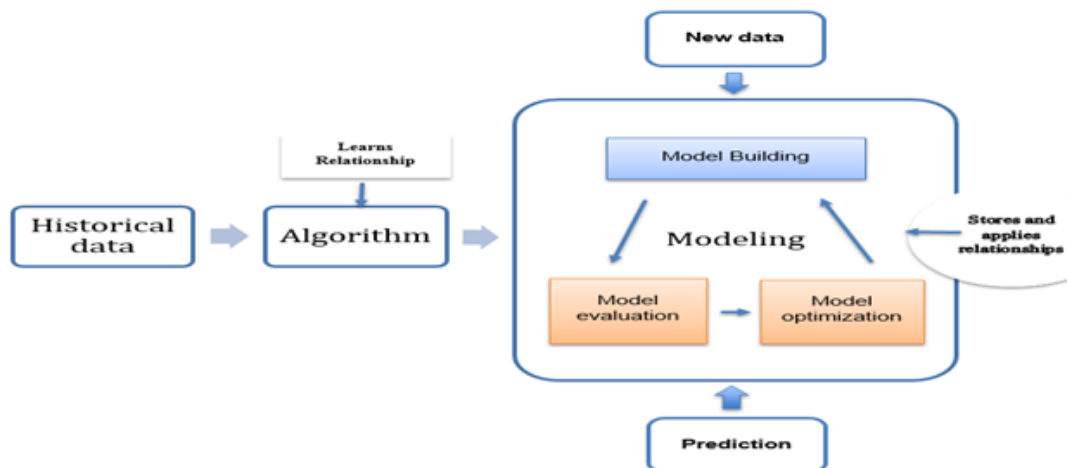 New data
Learns
Relationship
Model Building
Historical
data
Algorithm
Modeling
Stores and
applies
relationships
Model
evaluation
Model
optimization
Prediction